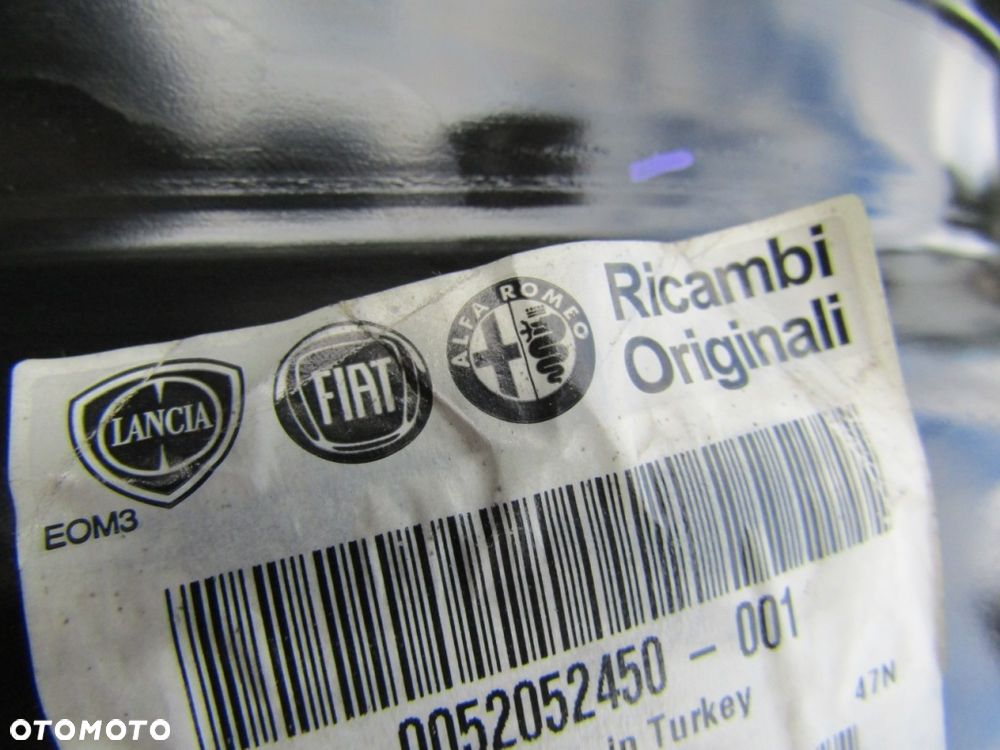 LANCIA
FIAT
ALFA ROMEO
Ricambi
Originali
EOM3
0052052450 - 001
in Turkey
47N
OTOMOTO